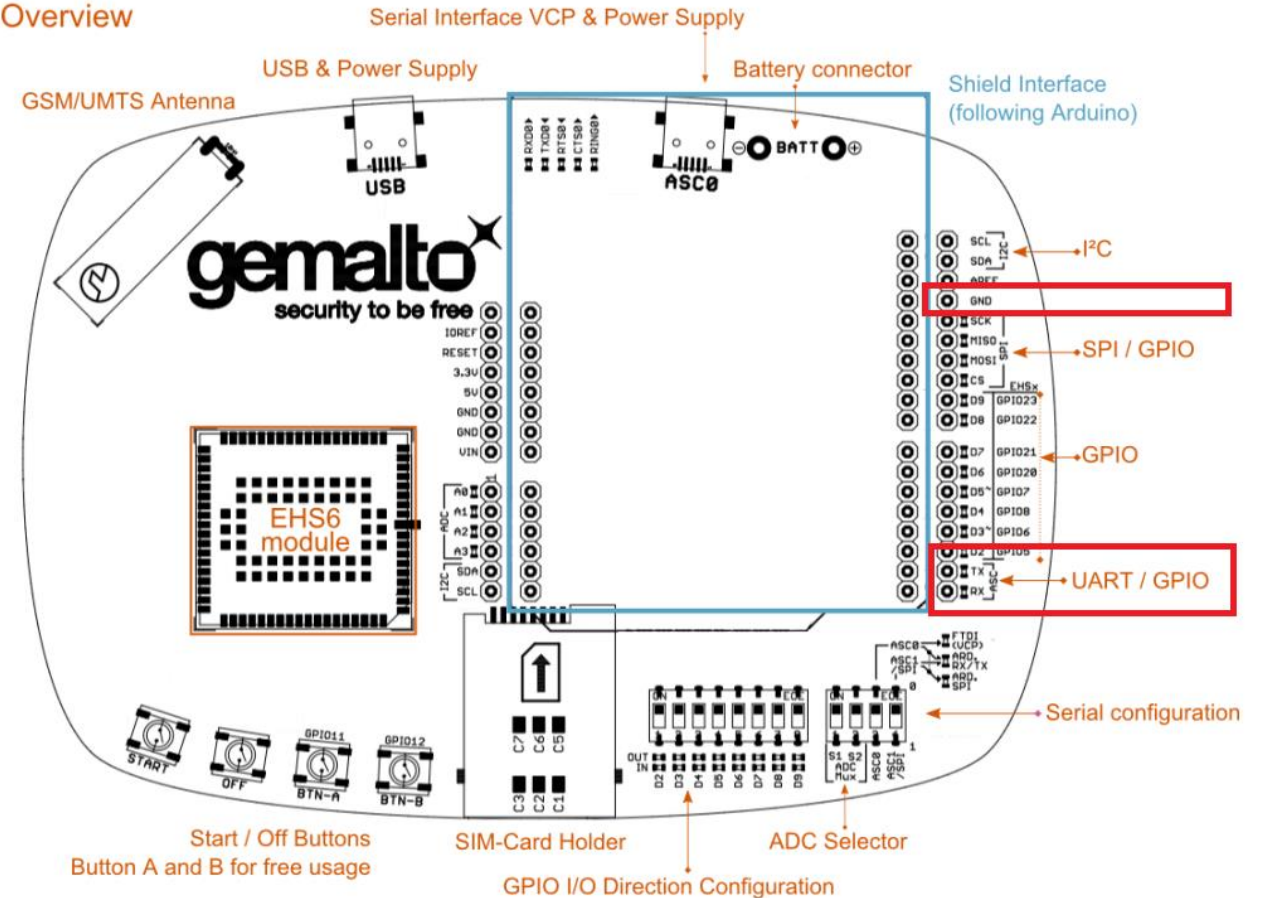 Overview
Serial Interface VCP & Power Supply
USB & Power Supply
Battery connector
GSM/UMTS Antenna
Shield Interface
(following Arduino)
RXD0
TXD0
RTS0
CTS0
RING0
USB
ASC0
BATT
gemalto
security to be free
IOREF
RESET
3.3V
5V
GND
GND
VIN
1
A0
A1
A2
A3
ADC
SDA
SCL
I2C
SCL
SDA
I2C
I²C
AREF
GND
SCK
MISO
MOSI
CS
SPI
SPI / GPIO
EHSx
D9 GPIO23
D8 GPIO22
D7 GPIO21
D6 GPIO20
D5~ GPIO7
D4 GPIO8
D3~ GPIO6
D2 GPIO5
GPIO
TX
RX
ASC
UART / GPIO
EHS6
module
ASC0
ASC1
/SPI
FTDI
(VCP)
ARD.
RX/TX
ARD.
SPI
0
1
ON
ON
OUT
IN
D2
D3
D4
D5
D6
D7
D8
D9
S1 S2
ADC
Mux
ASC0
ASC1
/SPI
Serial configuration
START
OFF
GPIO11
BTN-A
GPIO12
BTN-B
C7
C6
C5
C3
C2
C1
Start / Off Buttons
Button A and B for free usage
SIM-Card Holder
ADC Selector
GPIO I/O Direction Configuration